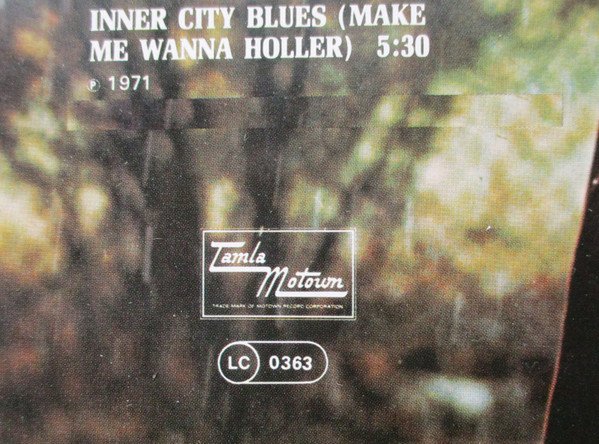 INNER CITY BLUES (MAKE
ME WANNA HOLLER) 5:30
℗ 1971
Tamla
Motown
TRADE MARK OF MOTOWN RECORD CORPORATION
LC 0363